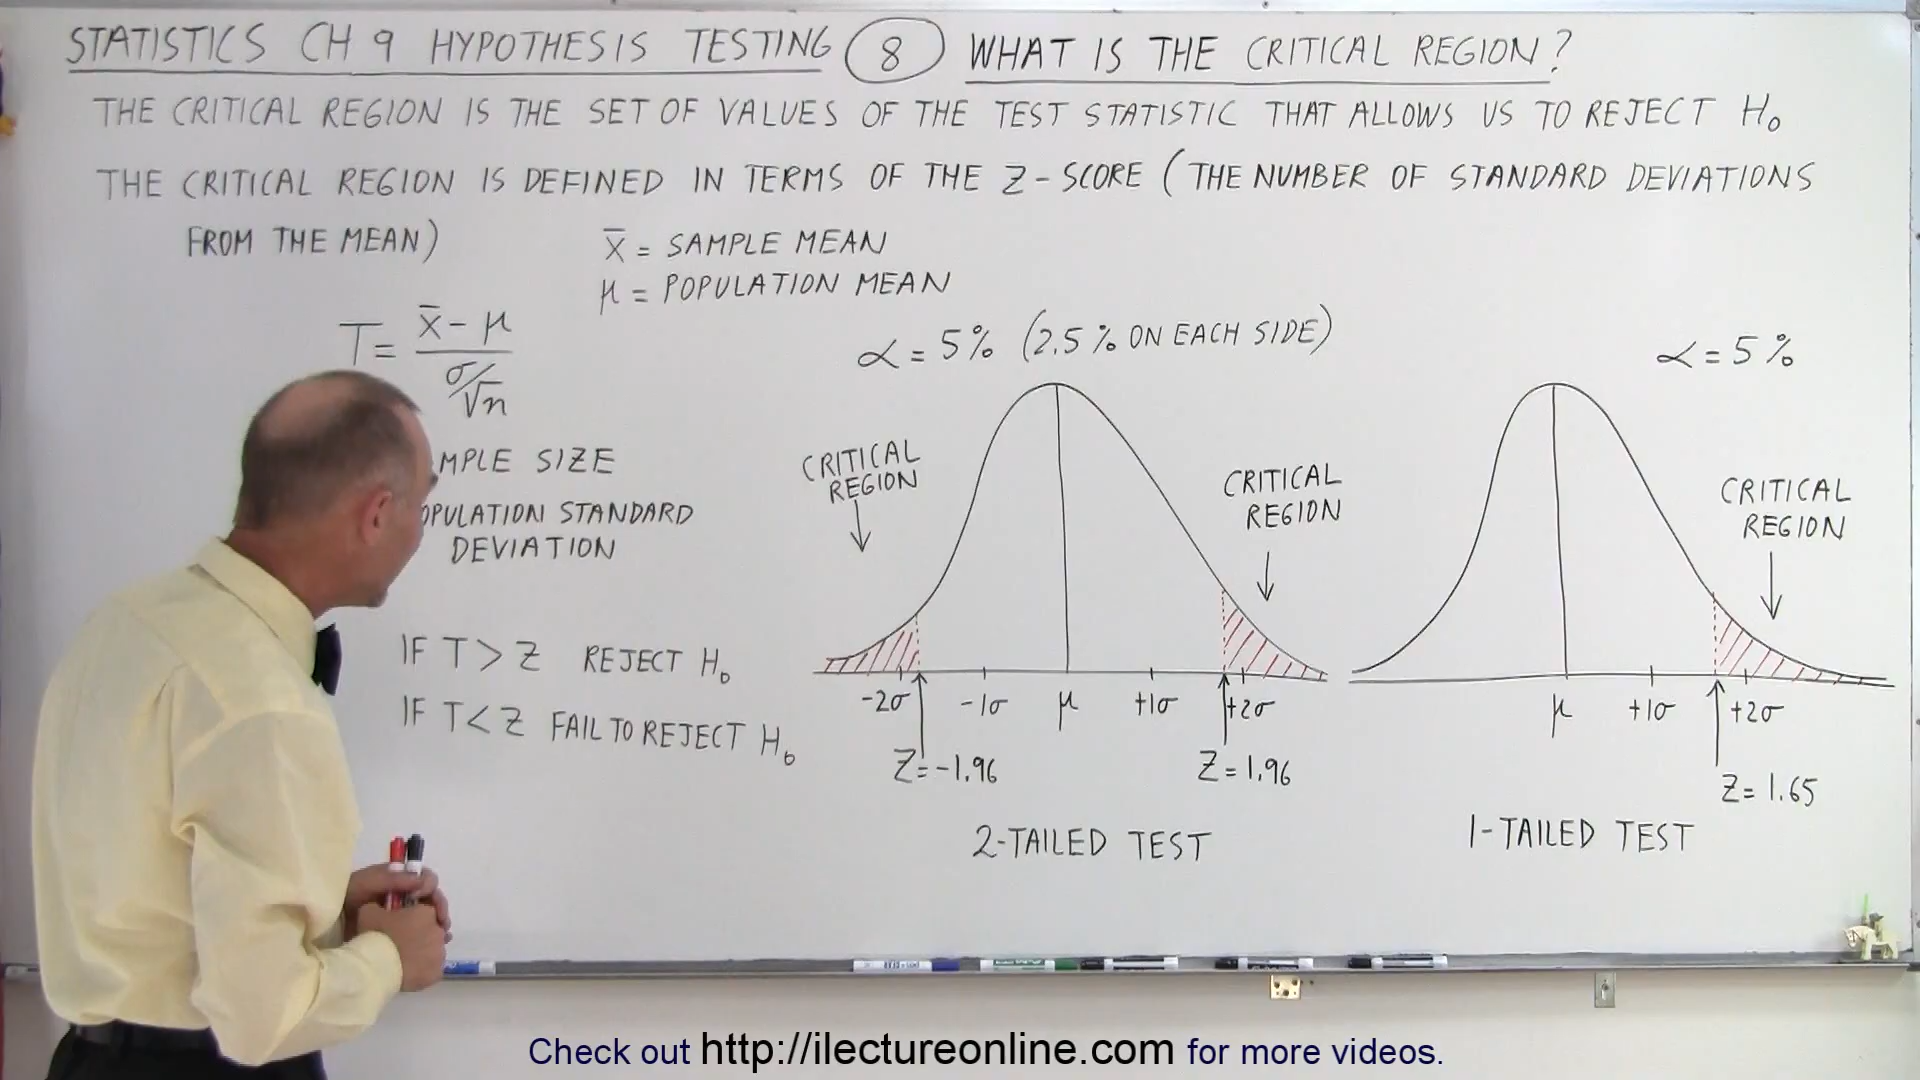 STATISTICS CH 9 HYPOTHESIS TESTING 8 WHAT IS THE CRITICAL REGION?
THE CRITICAL REGION IS THE SET OF VALUES OF THE TEST STATISTIC THAT ALLOWS US TO REJECT H₀
THE CRITICAL REGION IS DEFINED IN TERMS OF THE Z-SCORE (THE NUMBER OF STANDARD DEVIATIONS
FROM THE MEAN)
x̄ = SAMPLE MEAN
μ = POPULATION MEAN
T = (x̄ - μ) / (σ/√n)
MPLE SIZE
OPULATION STANDARD
DEVIATION
IF T > Z REJECT H₀
IF T < Z FAIL TO REJECT H₀
α = 5% (2.5% ON EACH SIDE)
CRITICAL
REGION
CRITICAL
REGION
-2σ -1σ μ +1σ +2σ
Z = -1.96 Z = 1.96
2-TAILED TEST
α = 5%
CRITICAL
REGION
μ +1σ +2σ
Z = 1.65
1-TAILED TEST
Check out http://ilectureonline.com for more videos.